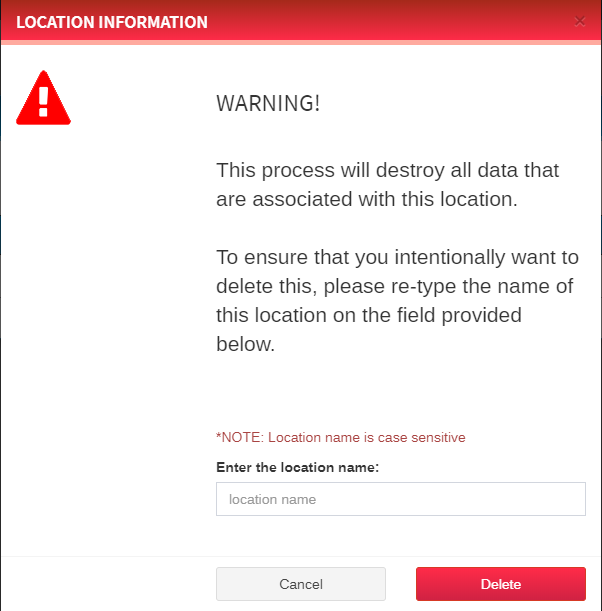 LOCATION INFORMATION
×
WARNING!
This process will destroy all data that
are associated with this location.
To ensure that you intentionally want to
delete this, please re-type the name of
this location on the field provided
below.
*NOTE: Location name is case sensitive
Enter the location name:
location name
Cancel
Delete